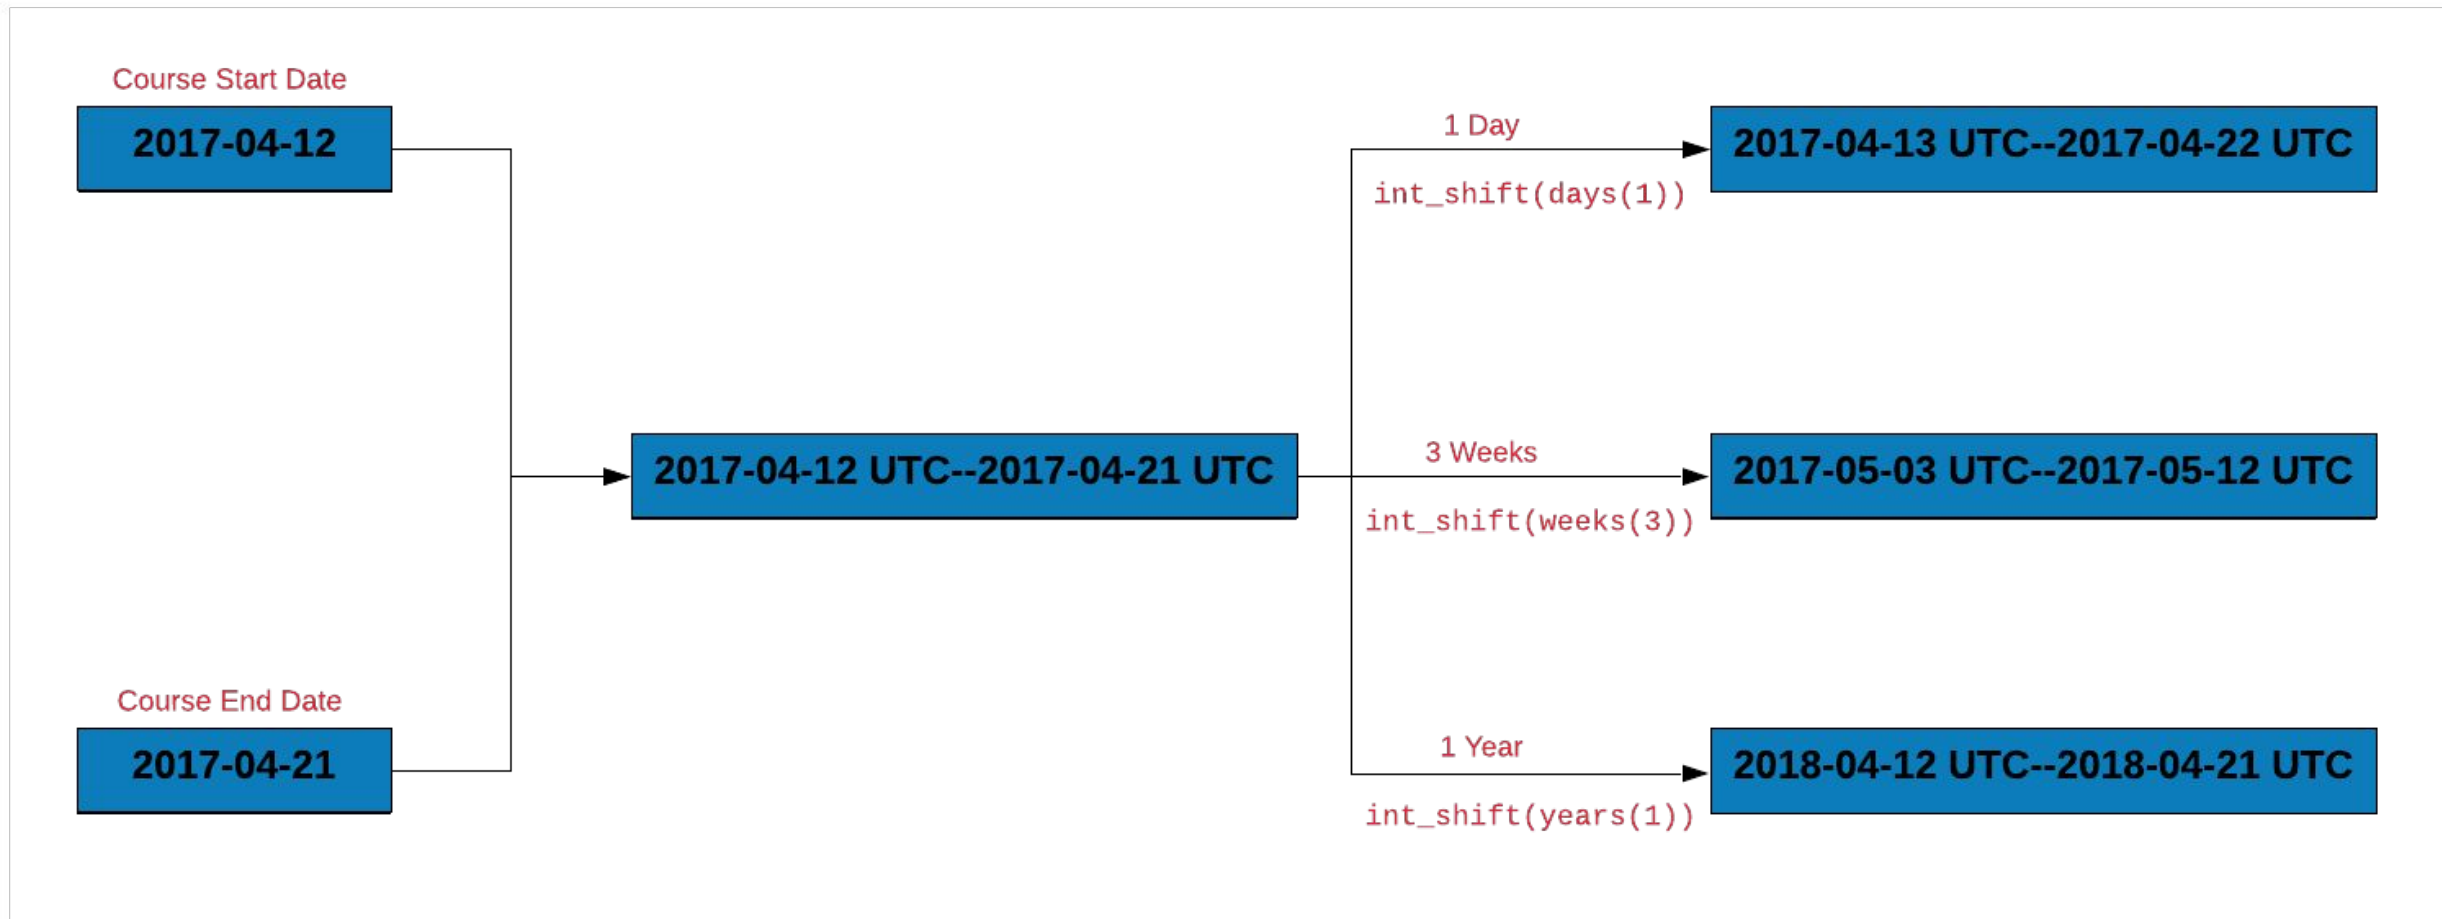 Course Start Date
2017-04-12
Course End Date
2017-04-21
2017-04-12 UTC--2017-04-21 UTC
1 Day
int_shift(days(1))
2017-04-13 UTC--2017-04-22 UTC
3 Weeks
int_shift(weeks(3))
2017-05-03 UTC--2017-05-12 UTC
1 Year
int_shift(years(1))
2018-04-12 UTC--2018-04-21 UTC